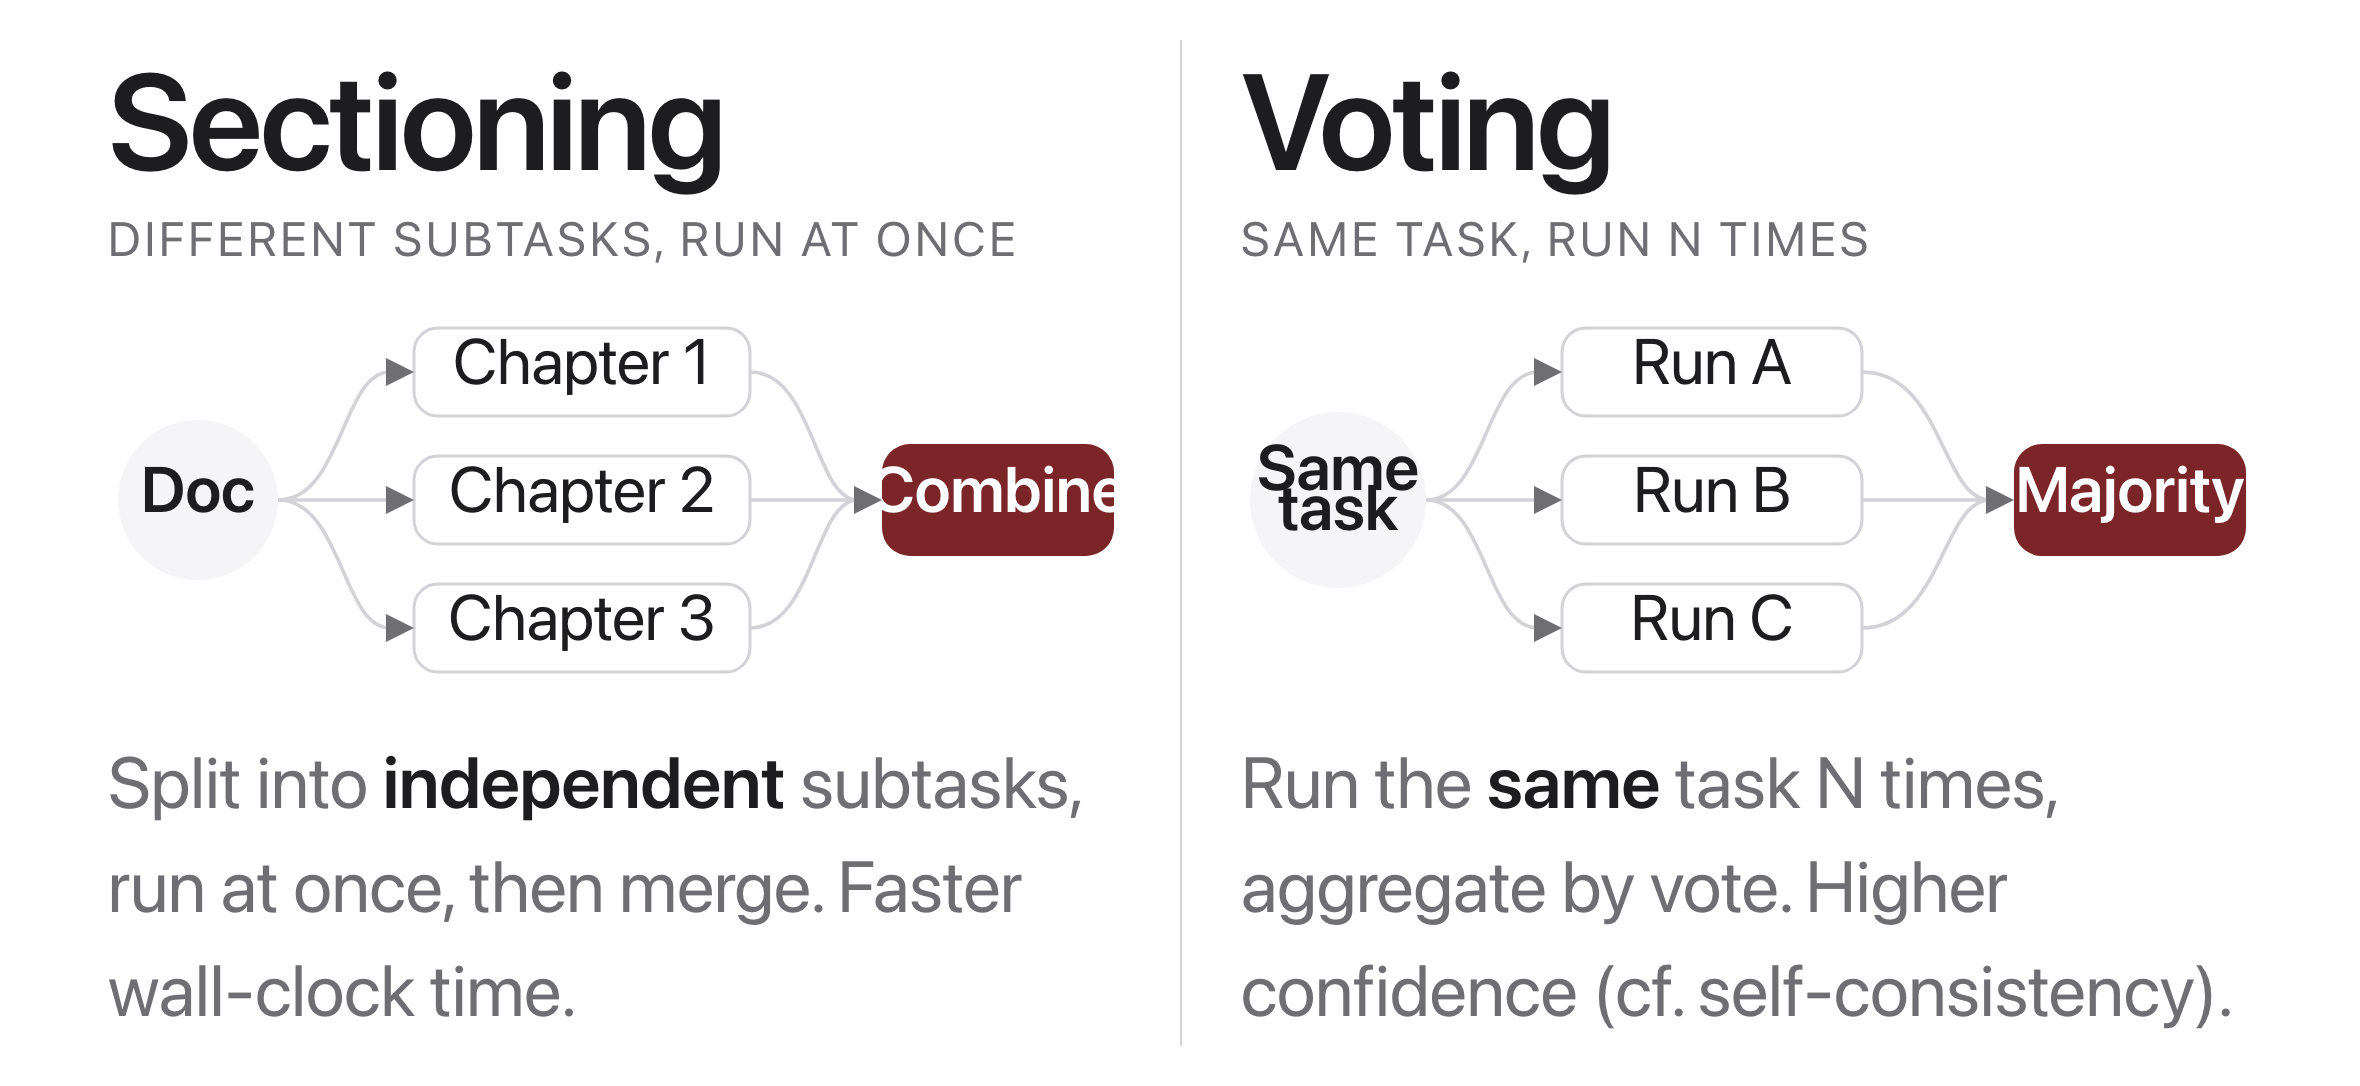 Sectioning
DIFFERENT SUBTASKS, RUN AT ONCE
Doc
Chapter 1
Chapter 2
Chapter 3
Combine
Split into independent subtasks,
run at once, then merge. Faster
wall-clock time.
Voting
SAME TASK, RUN N TIMES
Same
task
Run A
Run B
Run C
Majority
Run the same task N times,
aggregate by vote. Higher
confidence (cf. self-consistency).